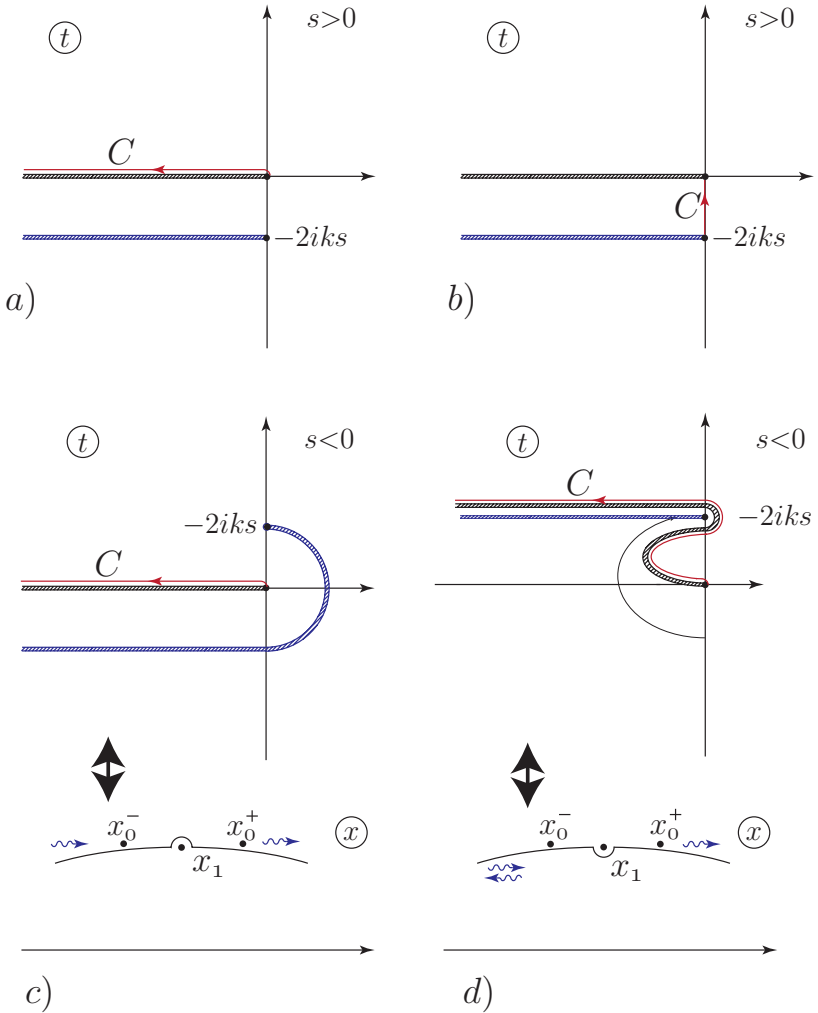 t s>0
C
−2iks
a)
t s>0
C
−2iks
b)
t s<0
−2iks
C
x₀⁻ x₀⁺ x
x₁
c)
t s<0
C
−2iks
x₀⁻ x₀⁺ x
x₁
d)